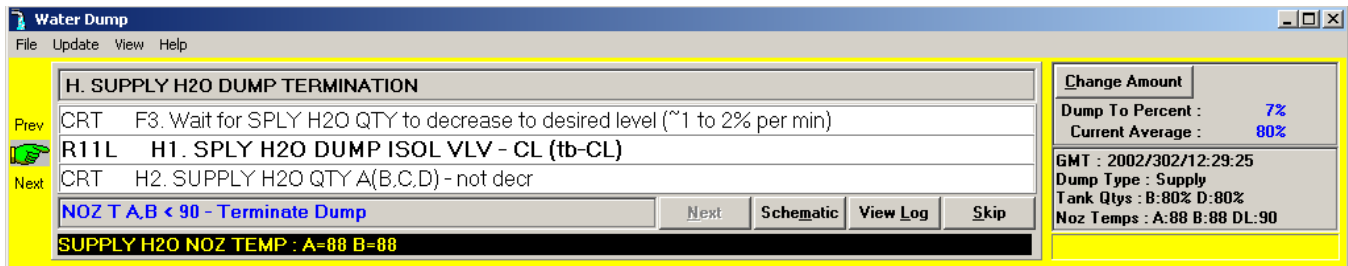 Water Dump
File Update View Help
H. SUPPLY H2O DUMP TERMINATION
Prev
CRT F3. Wait for SPLY H2O QTY to decrease to desired level (~1 to 2% per min)
R11L H1. SPLY H2O DUMP ISOL VLV - CL (tb-CL)
Next
CRT H2. SUPPLY H2O QTY A(B,C,D) - not decr
NOZ T A,B < 90 - Terminate Dump
Next Schematic View Log Skip
SUPPLY H2O NOZ TEMP : A=88 B=88
Change Amount
Dump To Percent : 7%
Current Average : 80%
GMT : 2002/302/12:29:25
Dump Type : Supply
Tank Qtys : B:80% D:80%
Noz Temps : A:88 B:88 DL:90